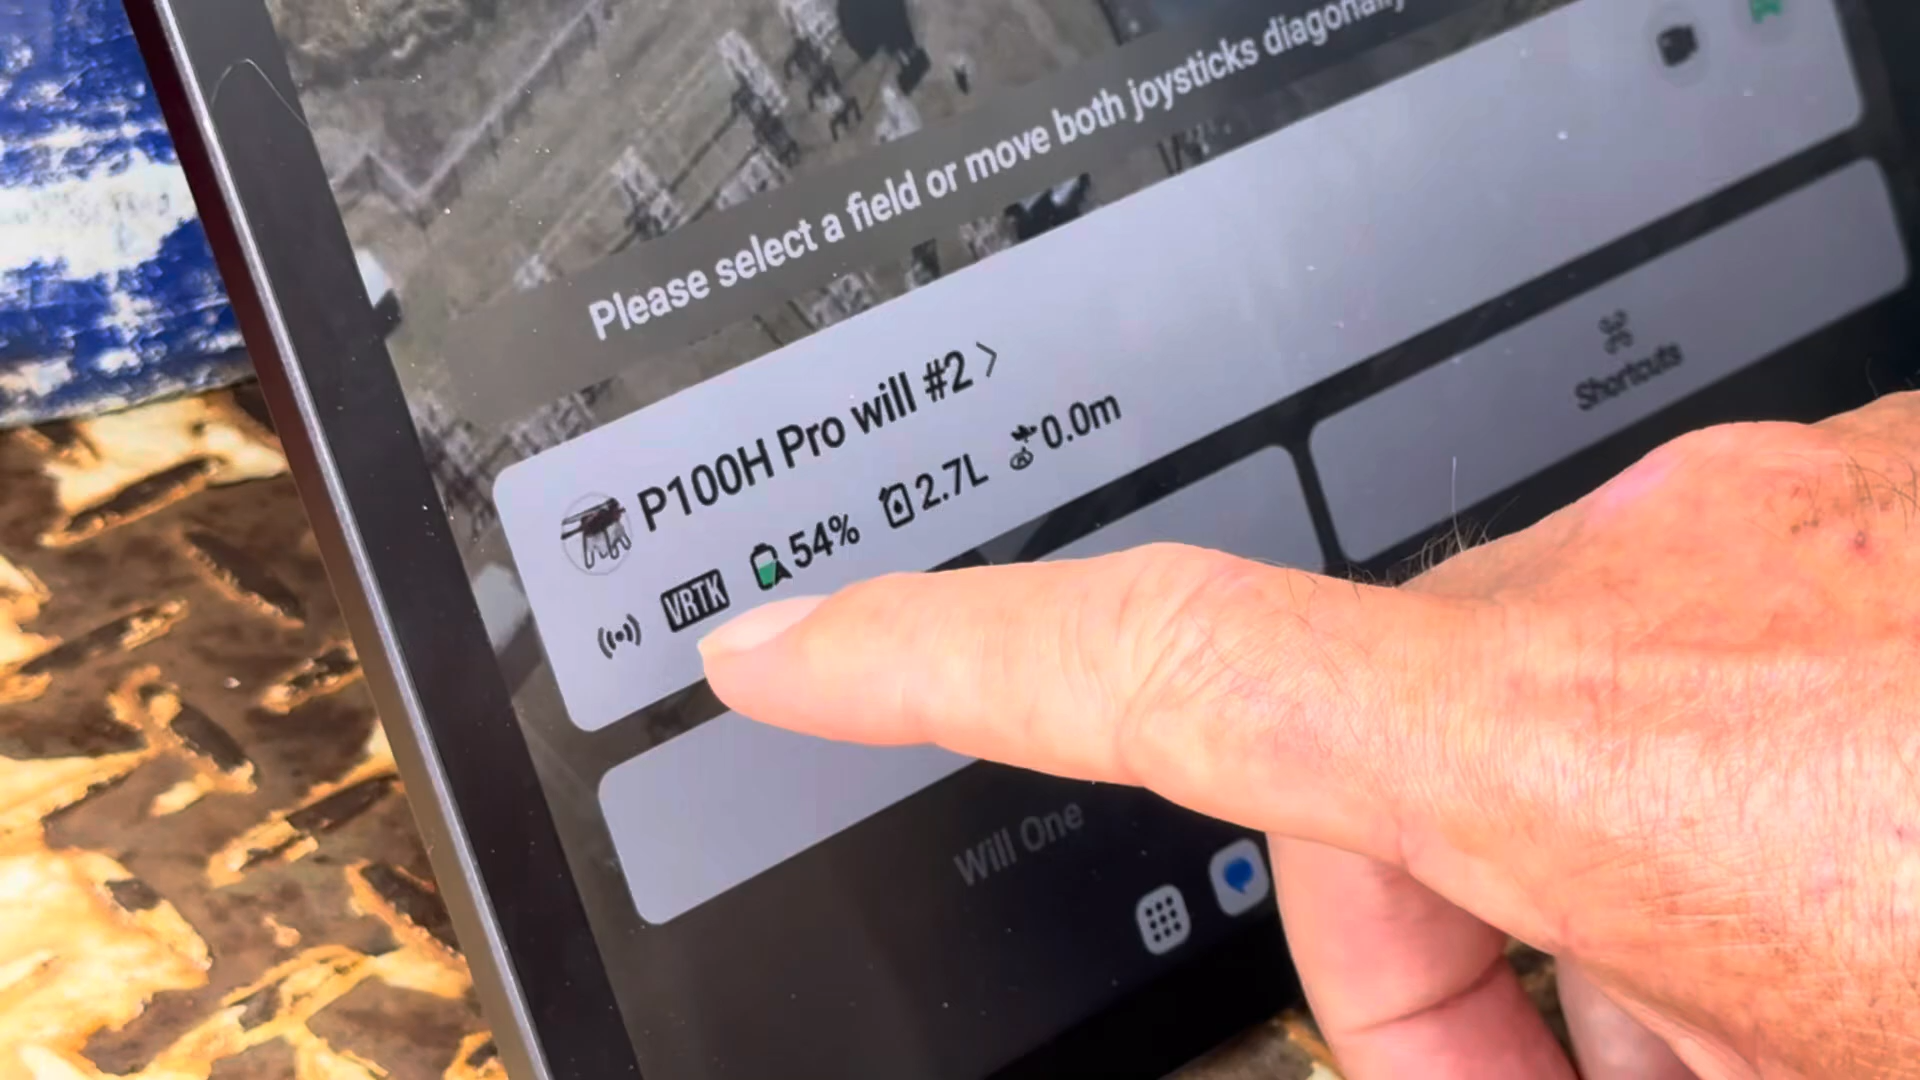 Please select a field or move both joysticks diagonally
P100H Pro will #2 >
VRTK 54% 2.7L 0.0m
Shortcuts
Will One